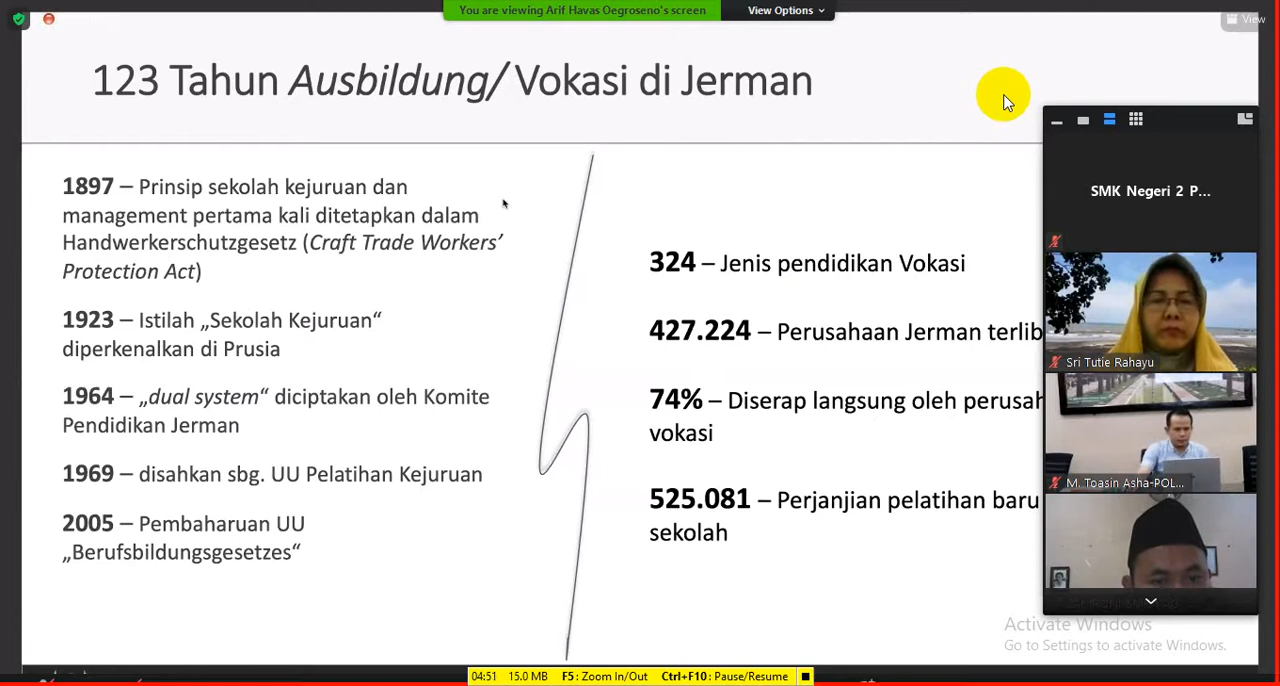 You are viewing Arif Havas Oegroseno's screen
View Options
View
123 Tahun Ausbildung/ Vokasi di Jerman
1897 – Prinsip sekolah kejuruan dan
management pertama kali ditetapkan dalam
Handwerkerschutzgesetz (Craft Trade Workers’
Protection Act)
1923 – Istilah „Sekolah Kejuruan“
diperkenalkan di Prusia
1964 – „dual system“ diciptakan oleh Komite
Pendidikan Jerman
1969 – disahkan sbg. UU Pelatihan Kejuruan
2005 – Pembaharuan UU
„Berufsbildungsgesetzes“
324 – Jenis pendidikan Vokasi
427.224 – Perusahaan Jerman terlib
74% – Diserap langsung oleh perusah
vokasi
525.081 – Perjanjian pelatihan baru
sekolah
SMK Negeri 2 P...
Sri Tutie Rahayu
M. Toasin Asha-POL...
Activate Windows
Go to Settings to activate Windows.
04:51 15.0 MB F5: Zoom In/Out Ctrl+F10: Pause/Resume